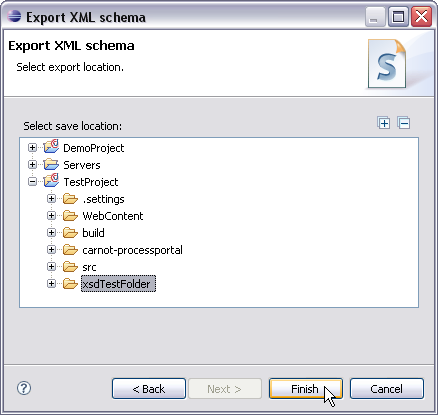 Export XML schema
Export XML schema
Select export location.
Select save location:
DemoProject
Servers
TestProject
.settings
WebContent
build
carnot-processportal
src
xsdTestFolder
? < Back Next > Finish Cancel